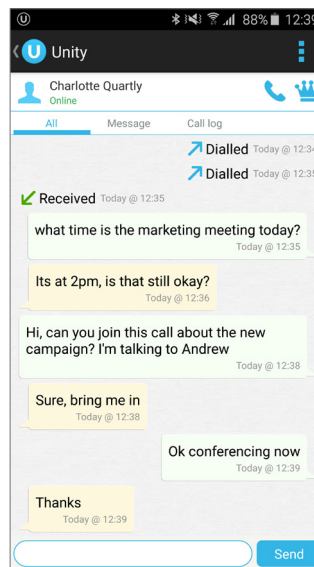 88% 12:39
Unity
Charlotte Quartly
Online
All Message Call log
Dialled Today @ 12:34
Dialled Today @ 12:35
Received Today @ 12:35
what time is the marketing meeting today?
Today @ 12:35
Its at 2pm, is that still okay?
Today @ 12:36
Hi, can you join this call about the new
campaign? I'm talking to Andrew
Today @ 12:38
Sure, bring me in
Today @ 12:38
Ok conferencing now
Today @ 12:39
Thanks
Today @ 12:39
Send